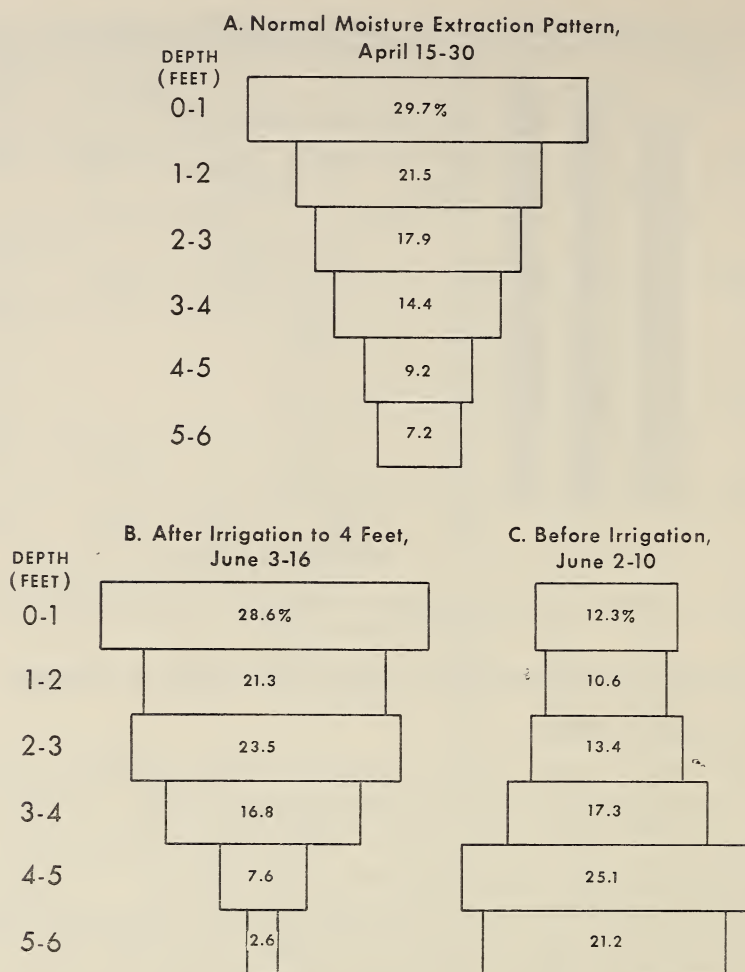 A. Normal Moisture Extraction Pattern,
April 15-30
DEPTH
(FEET)
0-1 29.7%
1-2 21.5
2-3 17.9
3-4 14.4
4-5 9.2
5-6 7.2
B. After Irrigation to 4 Feet,
June 3-16
C. Before Irrigation,
June 2-10
DEPTH
(FEET)
0-1 28.6% 12.3%
1-2 21.3 10.6
2-3 23.5 13.4
3-4 16.8 17.3
4-5 7.6 25.1
5-6 2.6 21.2